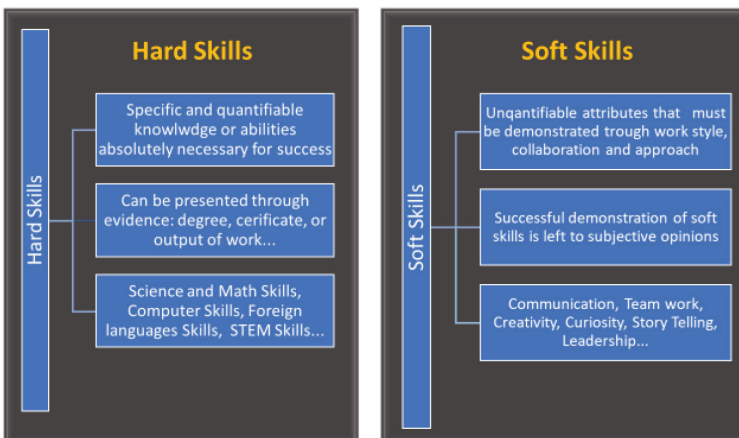 Hard Skills
Hard Skills
Specific and quantifiable
knowlwdge or abilities
absolutely necessary for success
Can be presented through
evidence: degree, cerificate, or
output of work...
Science and Math Skills,
Computer Skills, Foreign
languages Skills, STEM Skills...
Soft Skills
Soft Skills
Unqantifiable attributes that must
be demonstrated trough work style,
collaboration and approach
Successful demonstration of soft
skills is left to subjective opinions
Communication, Team work,
Creativity, Curiosity, Story Telling,
Leadership...